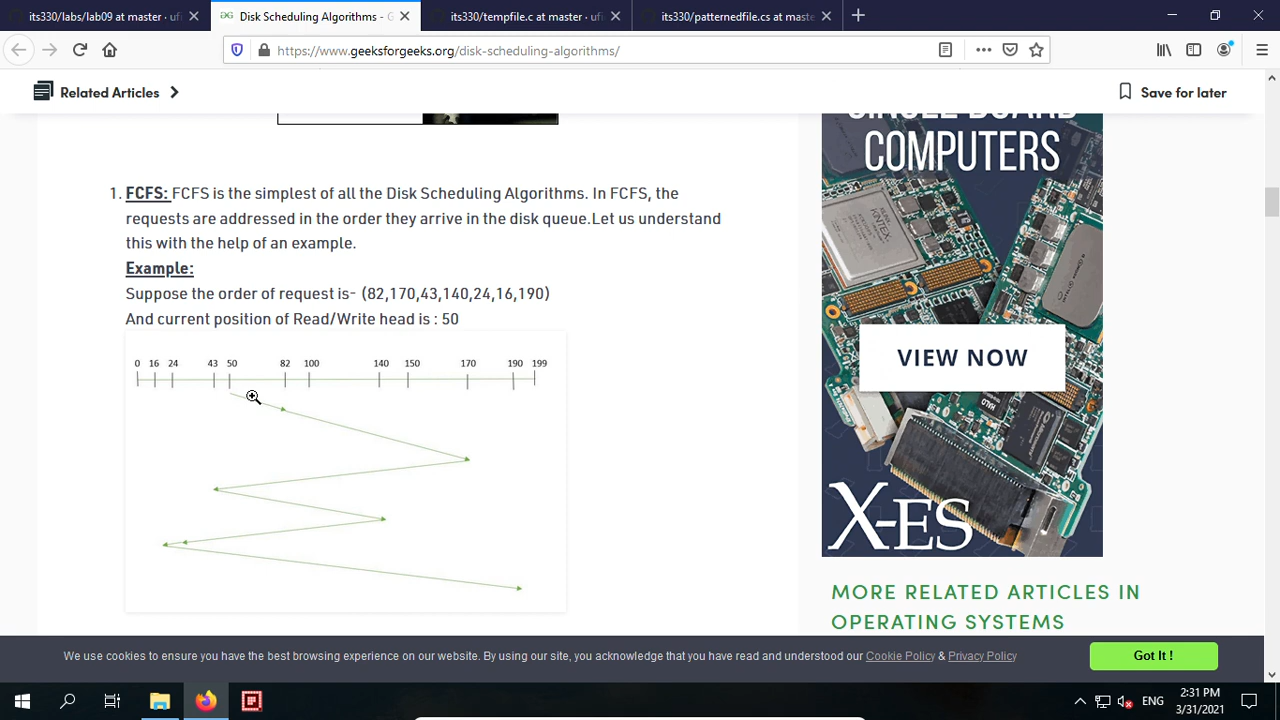 its330/labs/lab09 at master · ufi
Disk Scheduling Algorithms - G
its330/tempfile.c at master · ufi
its330/patternedfile.cs at maste
https://www.geeksforgeeks.org/disk-scheduling-algorithms/
Related Articles
Save for later
1. FCFS: FCFS is the simplest of all the Disk Scheduling Algorithms. In FCFS, the
requests are addressed in the order they arrive in the disk queue.Let us understand
this with the help of an example.
Example:
Suppose the order of request is- (82,170,43,140,24,16,190)
And current position of Read/Write head is : 50
0 16 24 43 50 82 100 140 150 170 190 199
SINGLE BOARD
COMPUTERS
KINTEX
HALO
VIEW NOW
X-ES
MORE RELATED ARTICLES IN
OPERATING SYSTEMS
We use cookies to ensure you have the best browsing experience on our website. By using our site, you acknowledge that you have read and understood our Cookie Policy & Privacy Policy
Got It !
ENG
2:31 PM
3/31/2021